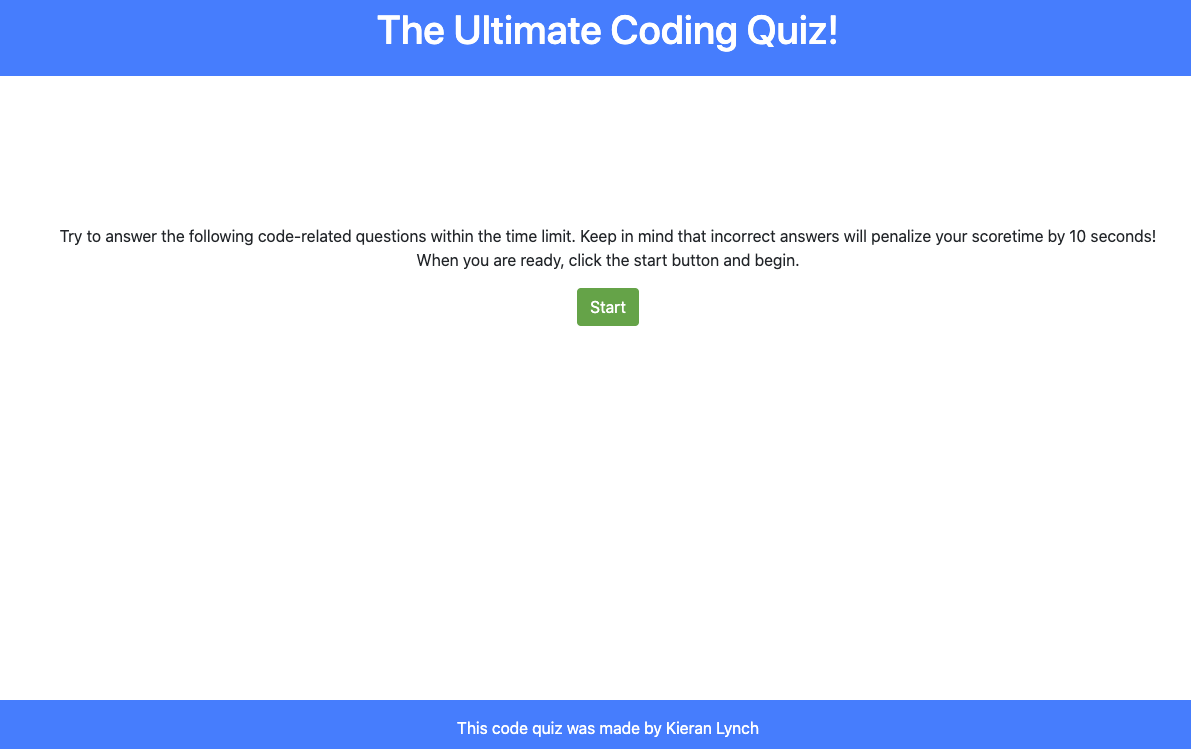 The Ultimate Coding Quiz!
Try to answer the following code-related questions within the time limit. Keep in mind that incorrect answers will penalize your scoretime by 10 seconds!
When you are ready, click the start button and begin.
Start
This code quiz was made by Kieran Lynch